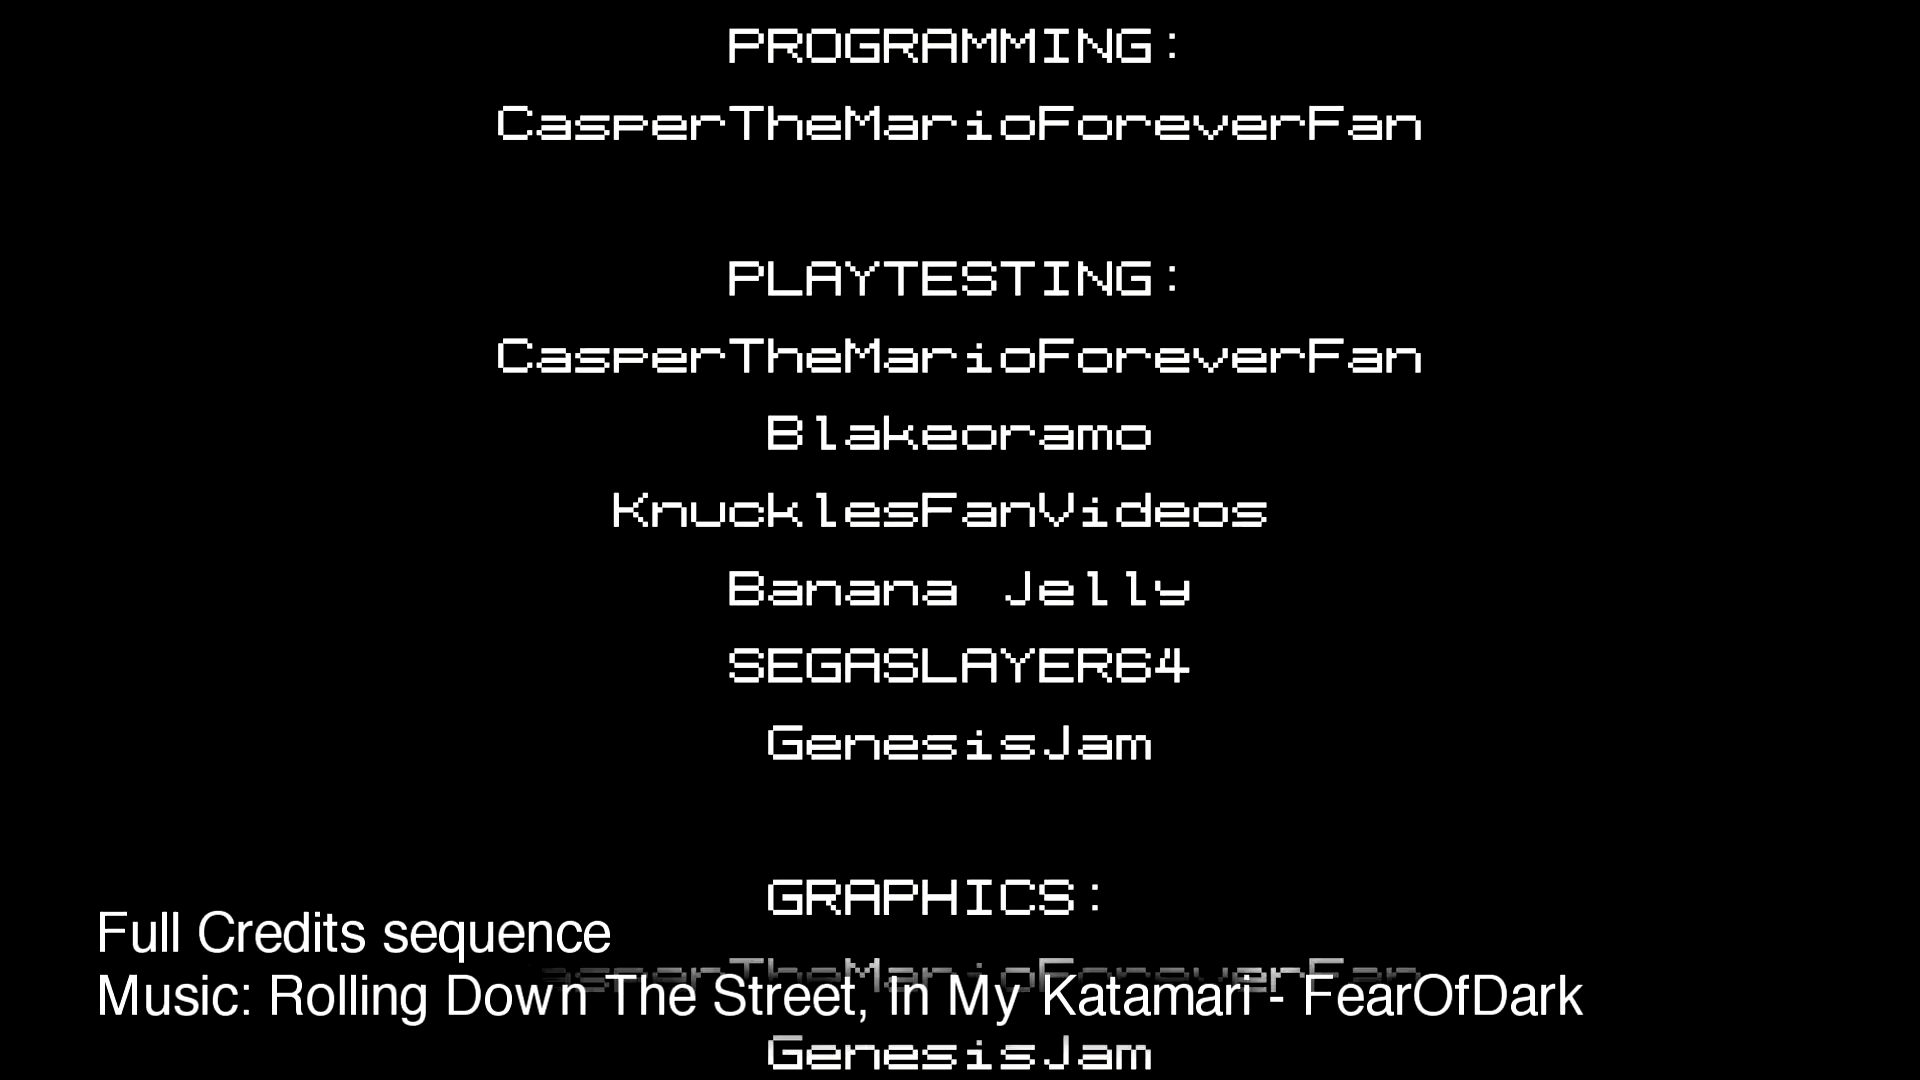 PROGRAMMING:
CasperTheMarioForeverFan
PLAYTESTING:
CasperTheMarioForeverFan
Blakeoramo
KnucklesFanVideos
Banana Jelly
SEGASLAYER64
GenesisJam
GRAPHICS:
CasperTheMarioForeverFan
GenesisJam
Full Credits sequence
Music: Rolling Down The Street, In My Katamari - FearOfDark